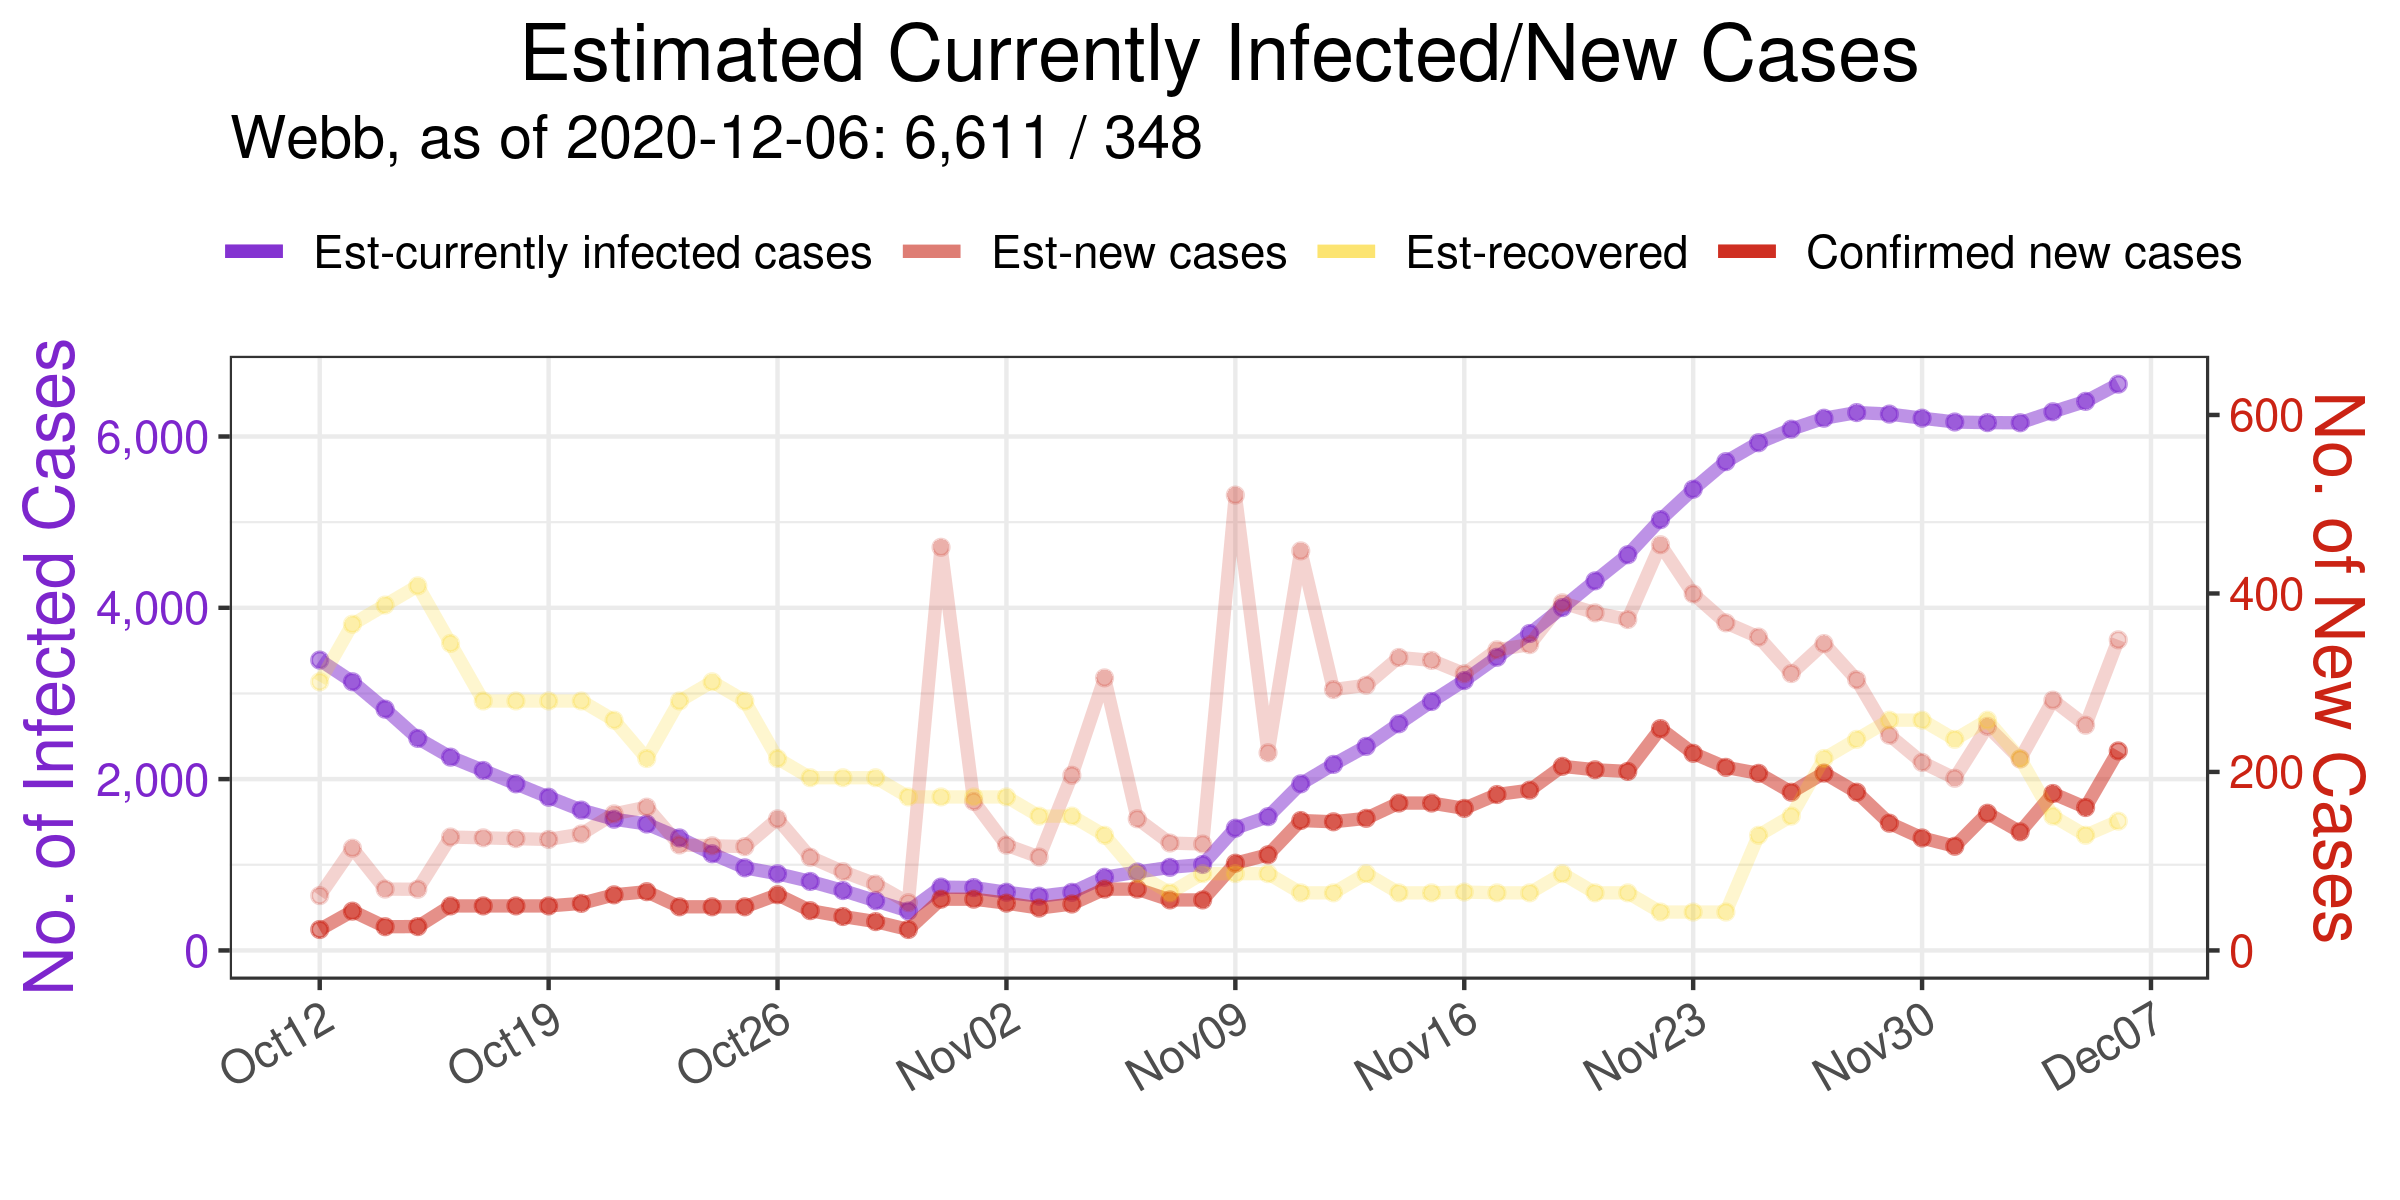 Estimated Currently Infected/New Cases
Webb, as of 2020-12-06: 6,611 / 348
Est-currently infected cases Est-new cases Est-recovered Confirmed new cases
No. of Infected Cases
6,000
4,000
2,000
0
600
400
200
0
No. of New Cases
Oct12 Oct19 Oct26 Nov02 Nov09 Nov16 Nov23 Nov30 Dec07